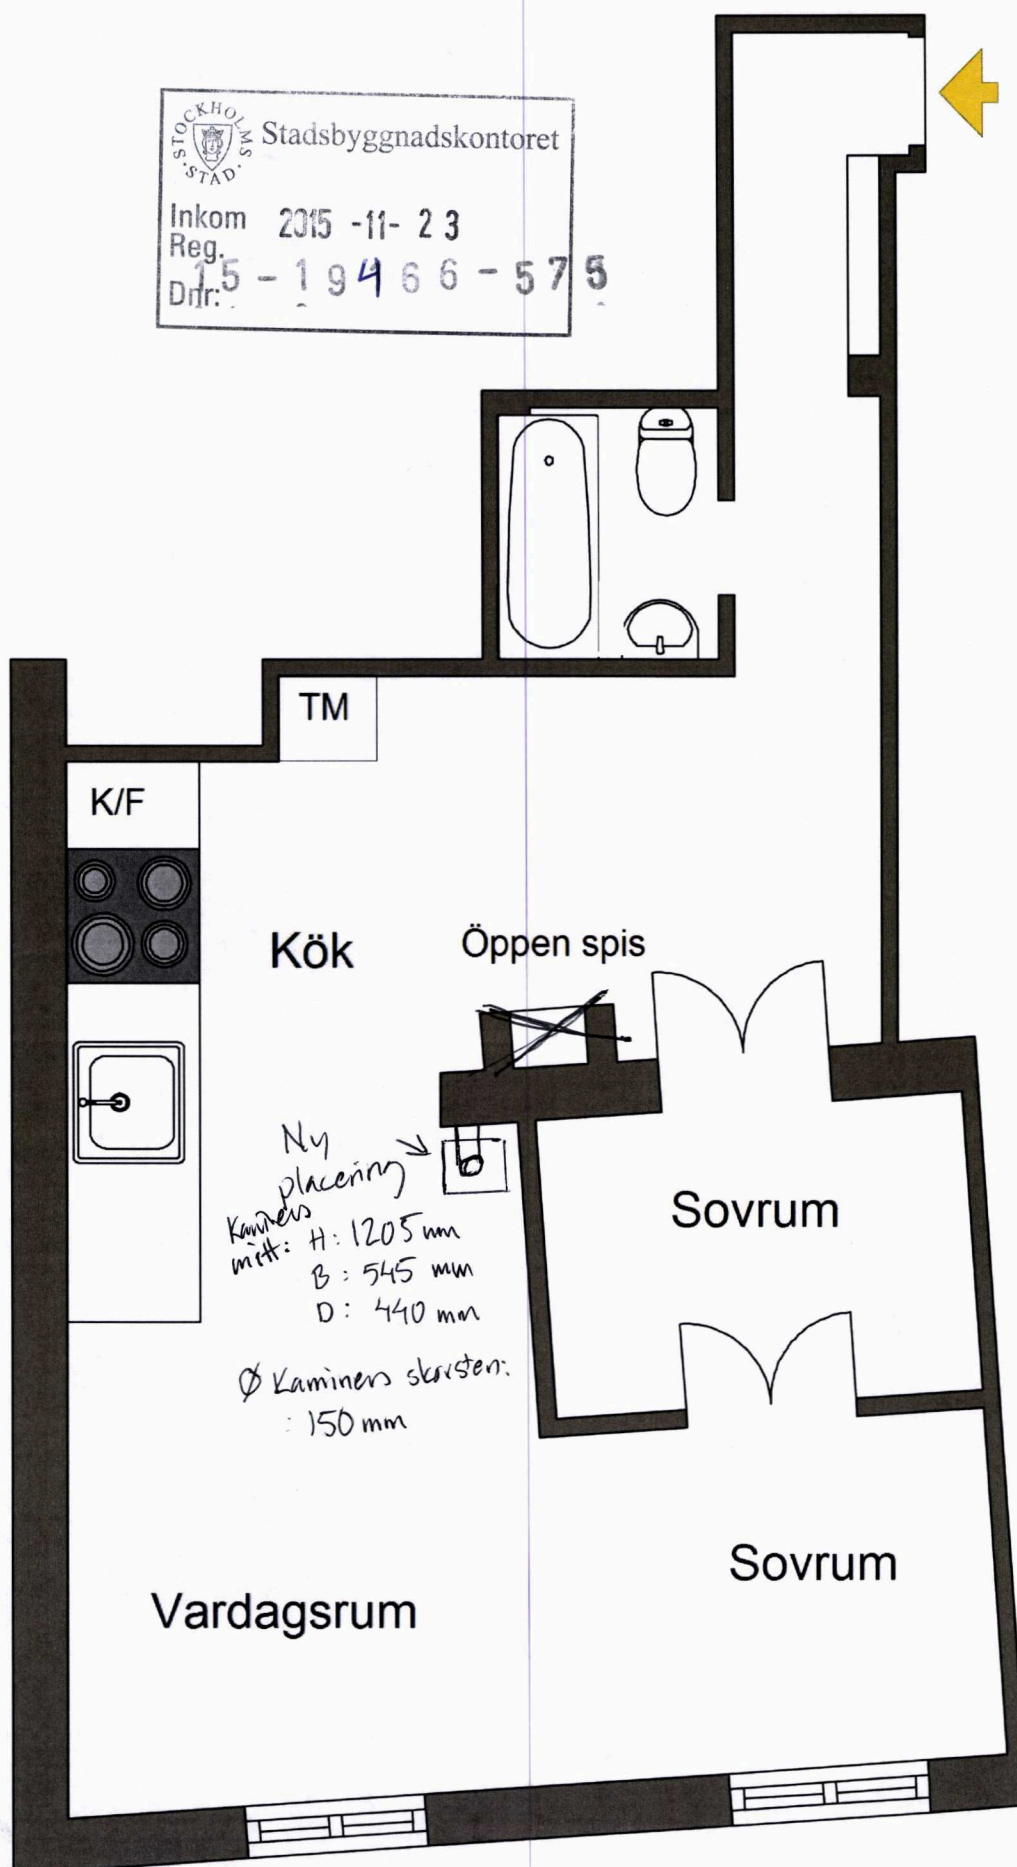 STOCKHOLMS STAD
Stadsbyggnadskontoret
Inkom 2015 -11- 23
Reg.
Dnr: 15-19466-575
TM
K/F
Kök
Öppen spis
Ny
placering
Kaminens
mått: H: 1205 mm
B: 545 mm
D: 440 mm
Ø Kaminens skorsten:
: 150 mm
Sovrum
Sovrum
Vardagsrum